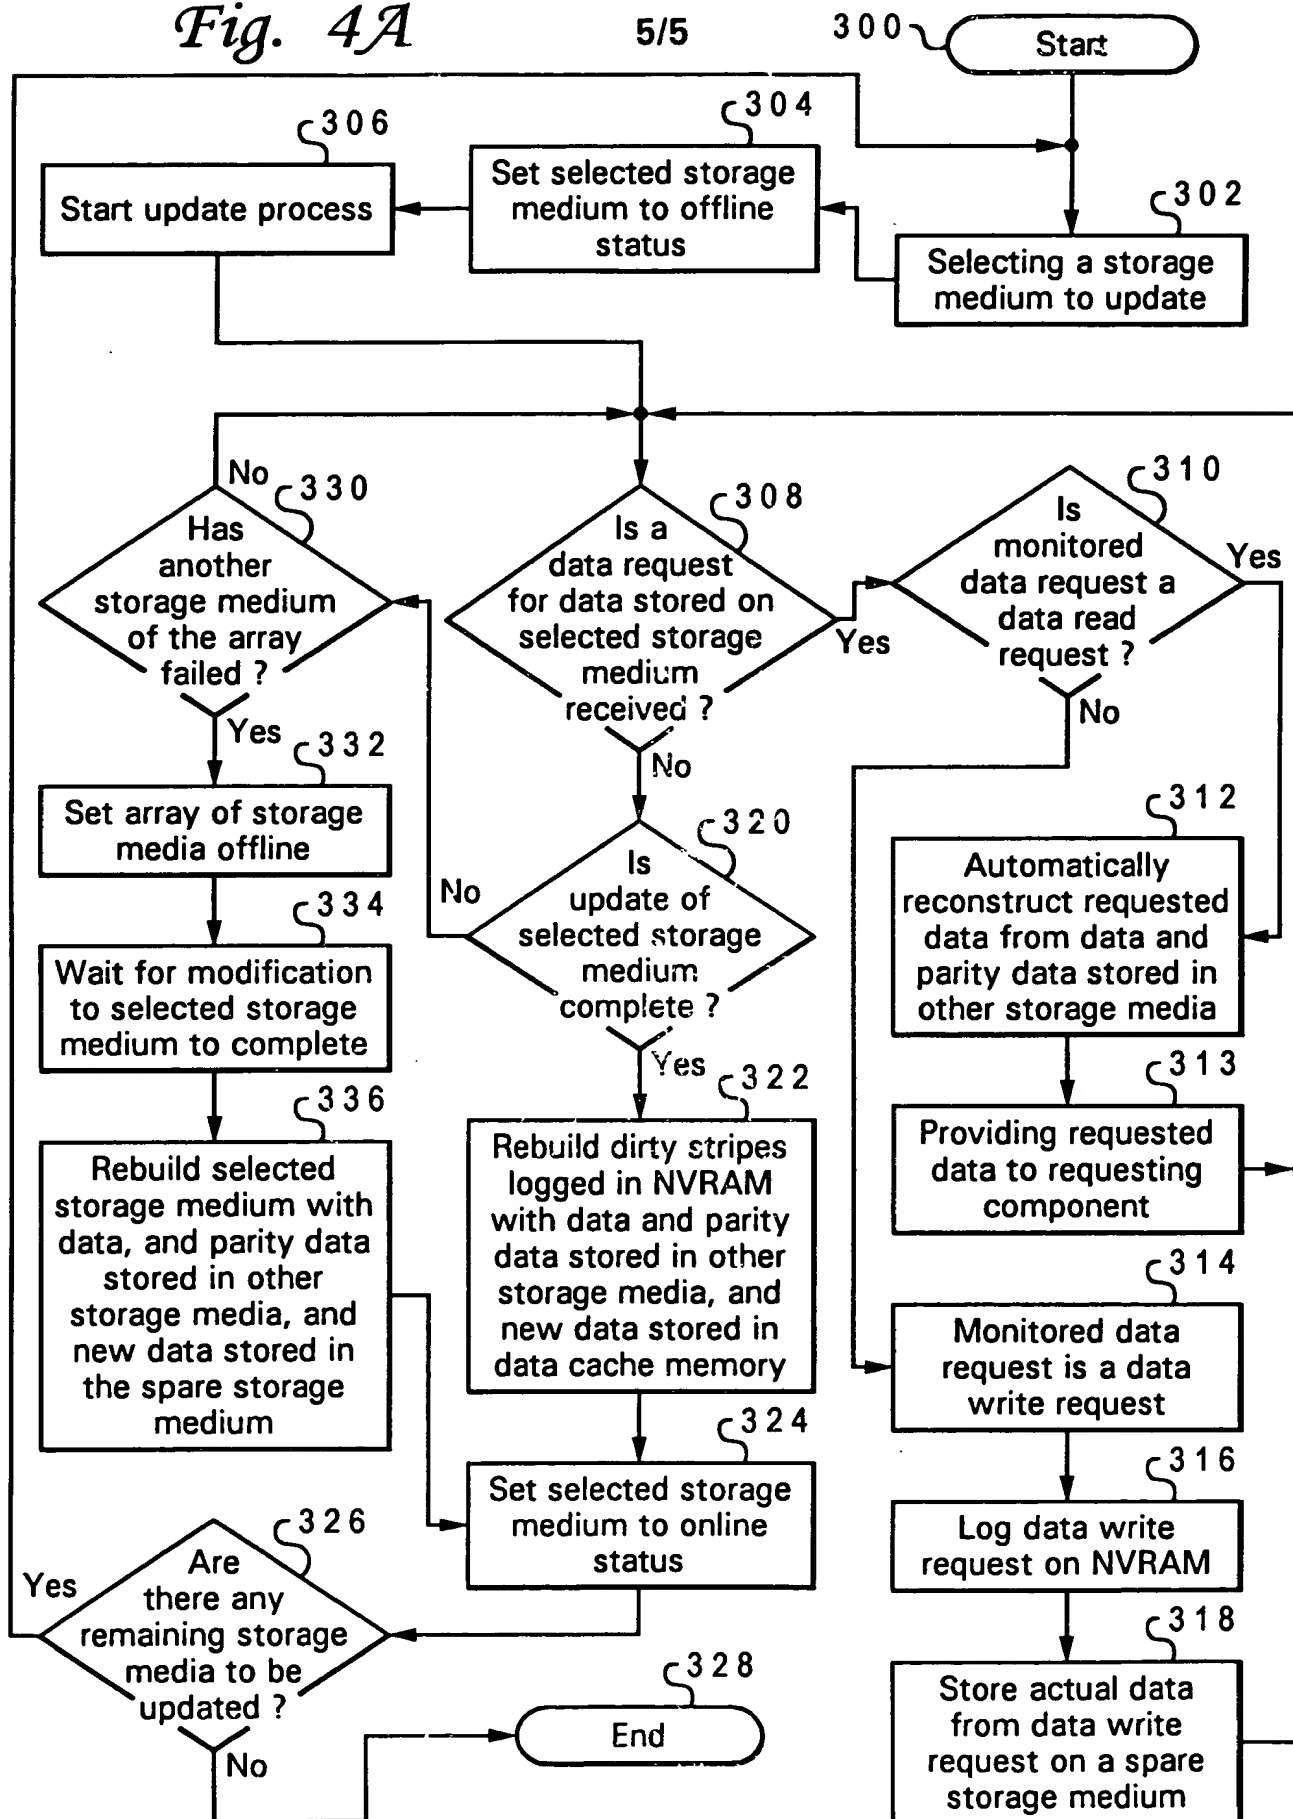 Fig. 4A
5/5
300
Start
304
306
Set selected storage
medium to offline
status
Start update process
302
Selecting a storage
medium to update
No
330
Has
another
storage medium
of the array
failed ?
Yes
308
Is a
data request
for data stored on
selected storage
medium
received ?
Yes
No
310
Is
monitored
data request a
data read
request ?
Yes
No
332
Set array of storage
media offline
320
Is
update of
selected storage
medium
complete ?
No
Yes
312
Automatically
reconstruct requested
data from data and
parity data stored in
other storage media
334
Wait for modification
to selected storage
medium to complete
313
Providing requested
data to requesting
component
336
Rebuild selected
storage medium with
data, and parity data
stored in other
storage media, and
new data stored in
the spare storage
medium
322
Rebuild dirty stripes
logged in NVRAM
with data and parity
data stored in other
storage media, and
new data stored in
data cache memory
314
Monitored data
request is a data
write request
324
Set selected storage
medium to online
status
316
Log data write
request on NVRAM
326
Are
there any
remaining storage
media to be
updated ?
Yes
No
328
End
318
Store actual data
from data write
request on a spare
storage medium